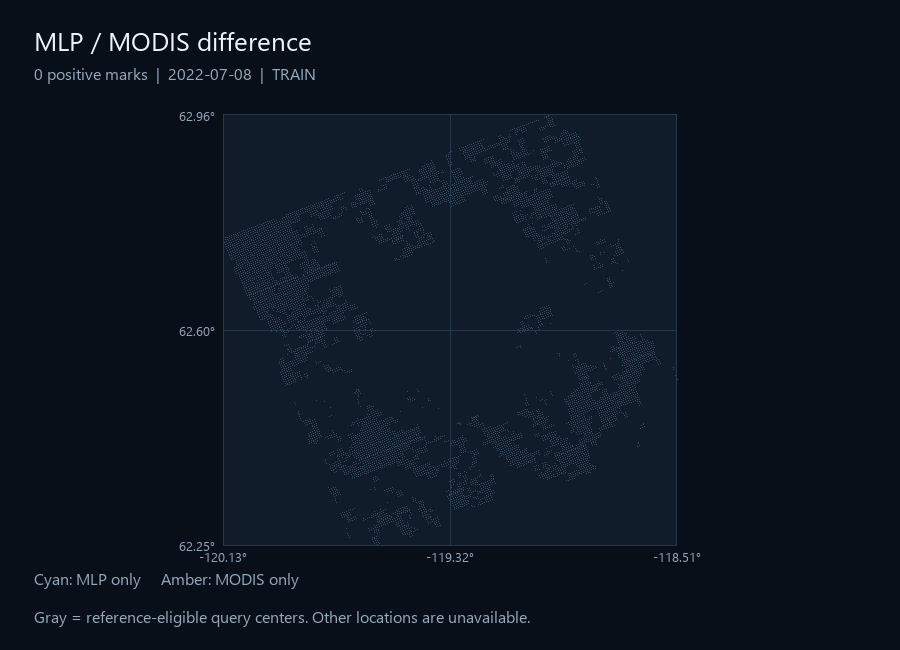 MLP / MODIS difference
0 positive marks | 2022-07-08 | TRAIN
62.96°
62.60°
62.25°
-120.13° -119.32° -118.51°
Cyan: MLP only Amber: MODIS only
Gray = reference-eligible query centers. Other locations are unavailable.